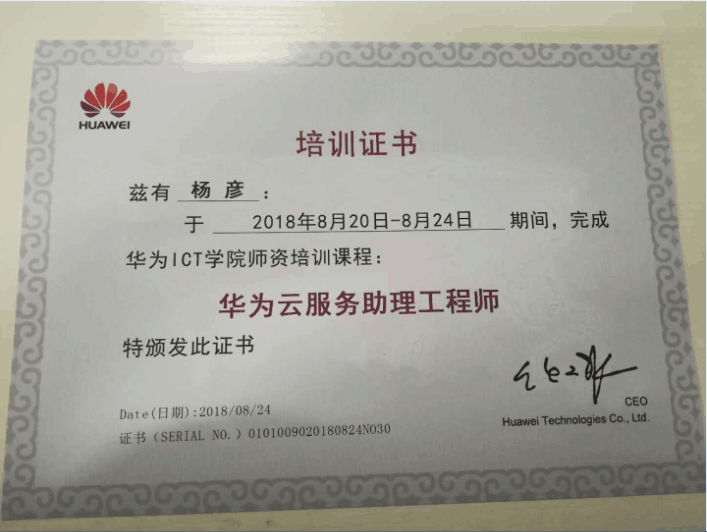 HUAWEI
培训证书
兹有 杨 彦 :
于 2018年8月20日-8月24日 期间，完成
华为ICT学院师资培训课程:
华为云服务助理工程师
特颁发此证书
Date(日期):2018/08/24
证书(SERIAL NO.)0101009020180824N030
CEO
Huawei Technologies Co., Ltd.